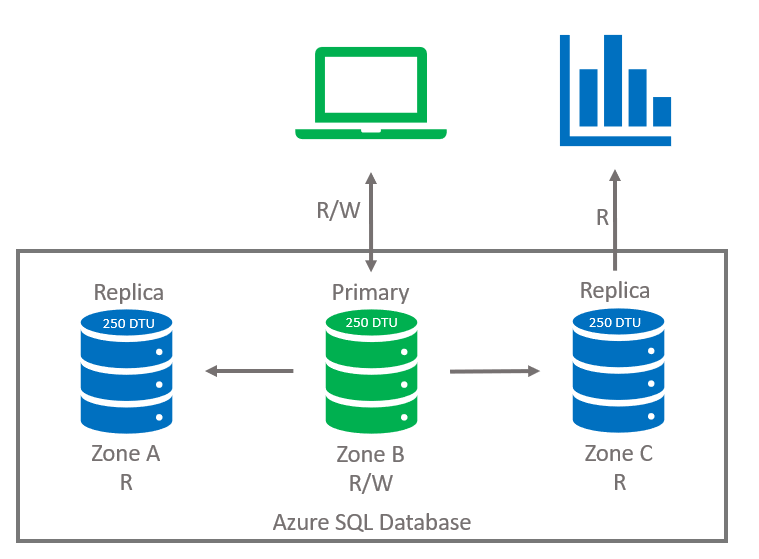 R/W
R
Replica
Primary
Replica
250 DTU
250 DTU
250 DTU
Zone A
Zone B
Zone C
R
R/W
R
Azure SQL Database